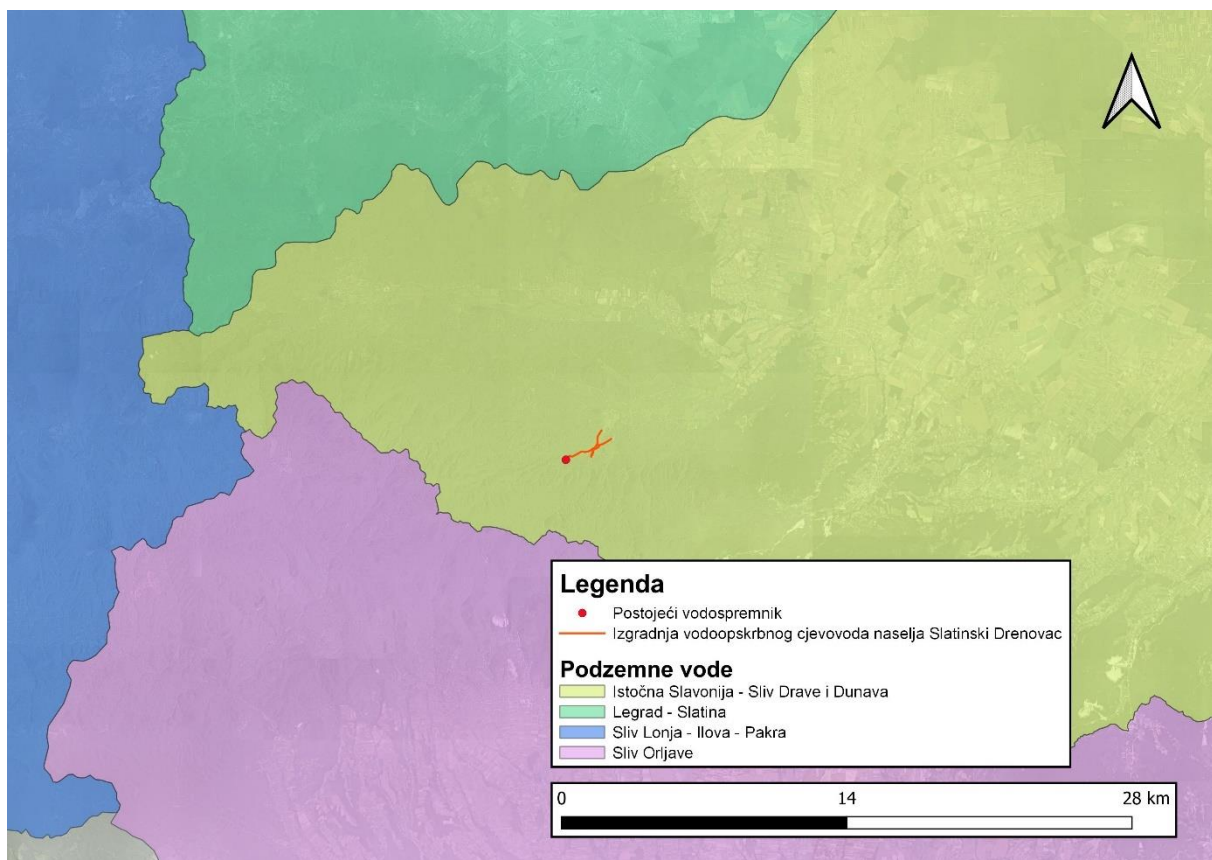 Legenda
Postojeći vodospremnik
Izgradnja vodoopskrbnog cjevovoda naselja Slatinski Drenovac
Podzemne vode
Istočna Slavonija - Sliv Drave i Dunava
Legrad - Slatina
Sliv Lonja - Ilova - Pakra
Sliv Orljave
0 14 28 km